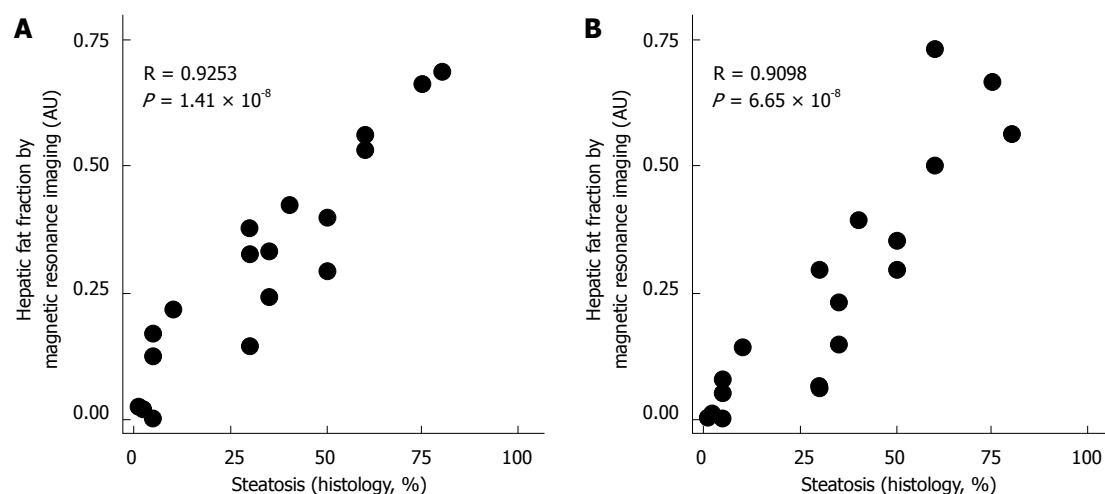 A
R = 0.9253
P = 1.41 × 10⁻⁸
Hepatic fat fraction by
magnetic resonance imaging (AU)
0.75
0.50
0.25
0.00
0 25 50 75 100
Steatosis (histology, %)
B
R = 0.9098
P = 6.65 × 10⁻⁸
Hepatic fat fraction by
magnetic resonance imaging (AU)
0.75
0.50
0.25
0.00
0 25 50 75 100
Steatosis (histology, %)